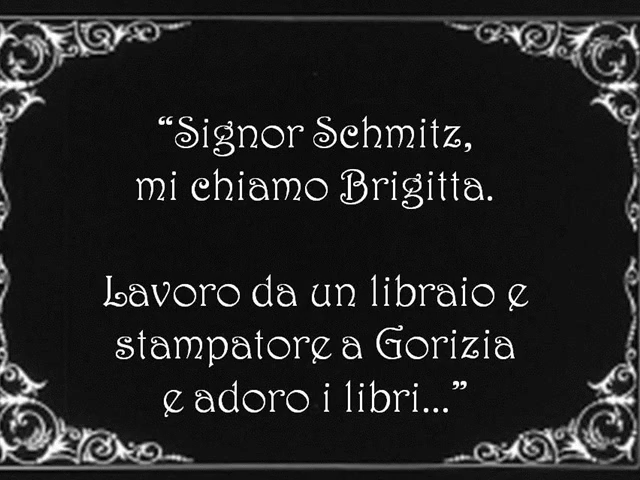 “Signor Schmitz,
mi chiamo Brigitta.
Lavoro da un libraio e
stampatore a Gorizia
e adoro i libri...”